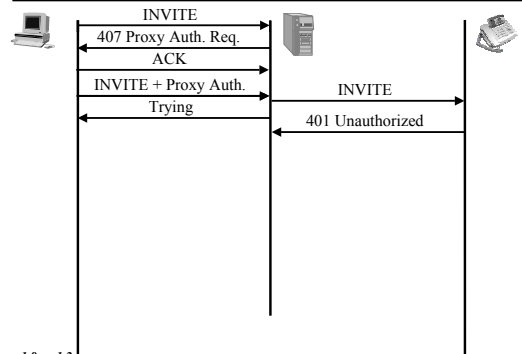 INVITE
407 Proxy Auth. Req.
ACK
INVITE + Proxy Auth.
INVITE
Trying
401 Unauthorized